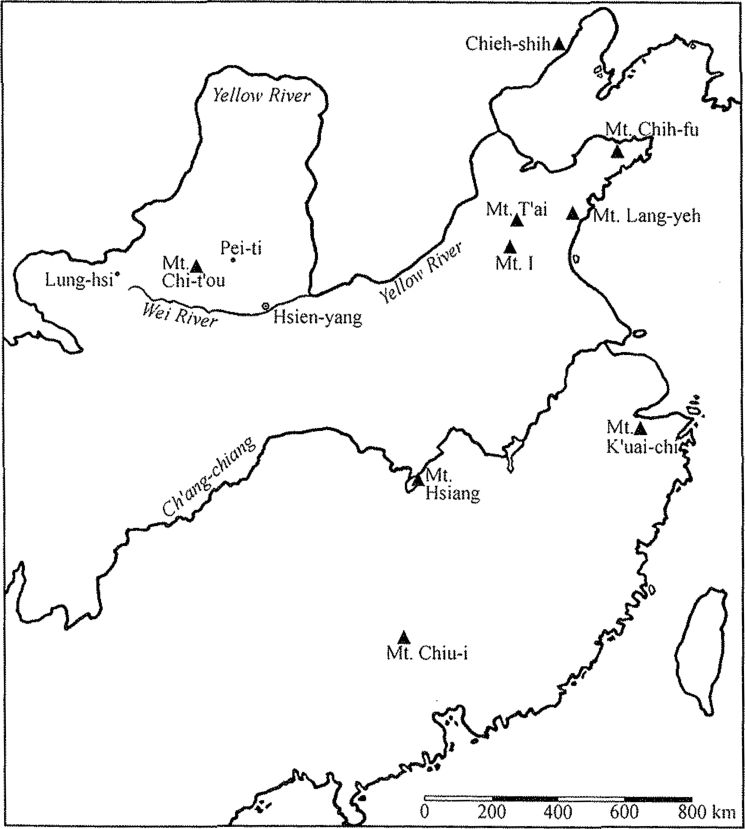 Chieh-shih
Yellow River
Mt. Chih-fu
Mt. T'ai
Mt. Lang-yeh
Pei-ti
Mt.
Chi-t'ou
Mt. I
Lung-hsi
Yellow River
Wei River
Hsien-yang
Mt.
K'uai-chi
Ch'ang-chiang
Mt.
Hsiang
Mt. Chiu-i
0 200 400 600 800 km